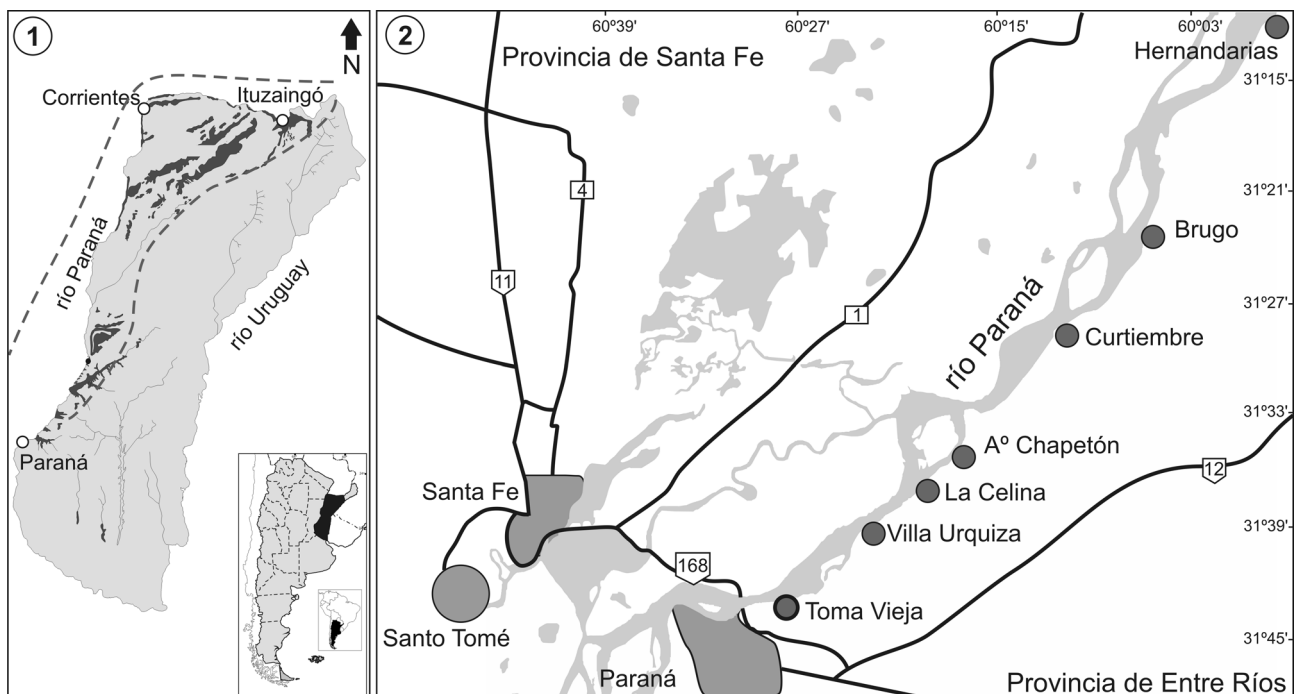 1
N
Corrientes
Ituzaingó
río Paraná
río Uruguay
Paraná
2
60º39'
60º27'
60º15'
60º03'
Provincia de Santa Fe
Hernandarias
31º15'
4
31º21'
Brugo
11
1
31º27'
río Paraná
Curtiembre
31º33'
Aº Chapetón
12
Santa Fe
La Celina
31º39'
Villa Urquiza
168
Toma Vieja
Santo Tomé
31º45'
Paraná
Provincia de Entre Ríos